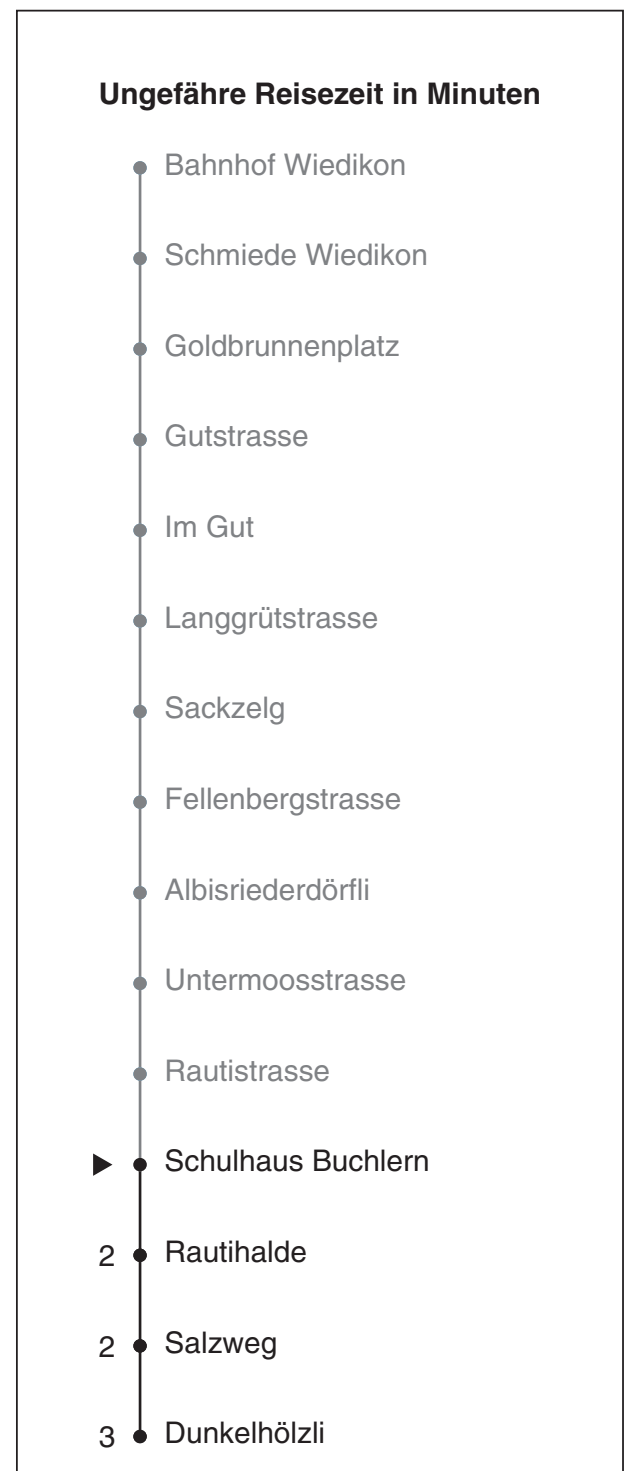 Ungefähre Reisezeit in Minuten
Bahnhof Wiedikon
Schmiede Wiedikon
Goldbrunnenplatz
Gutstrasse
Im Gut
Langgrütstrasse
Sackzelg
Fellenbergstrasse
Albisriederdörfli
Untermoosstrasse
Rautistrasse
Schulhaus Buchlern
2 Rautihalde
2 Salzweg
3 Dunkelhölzli